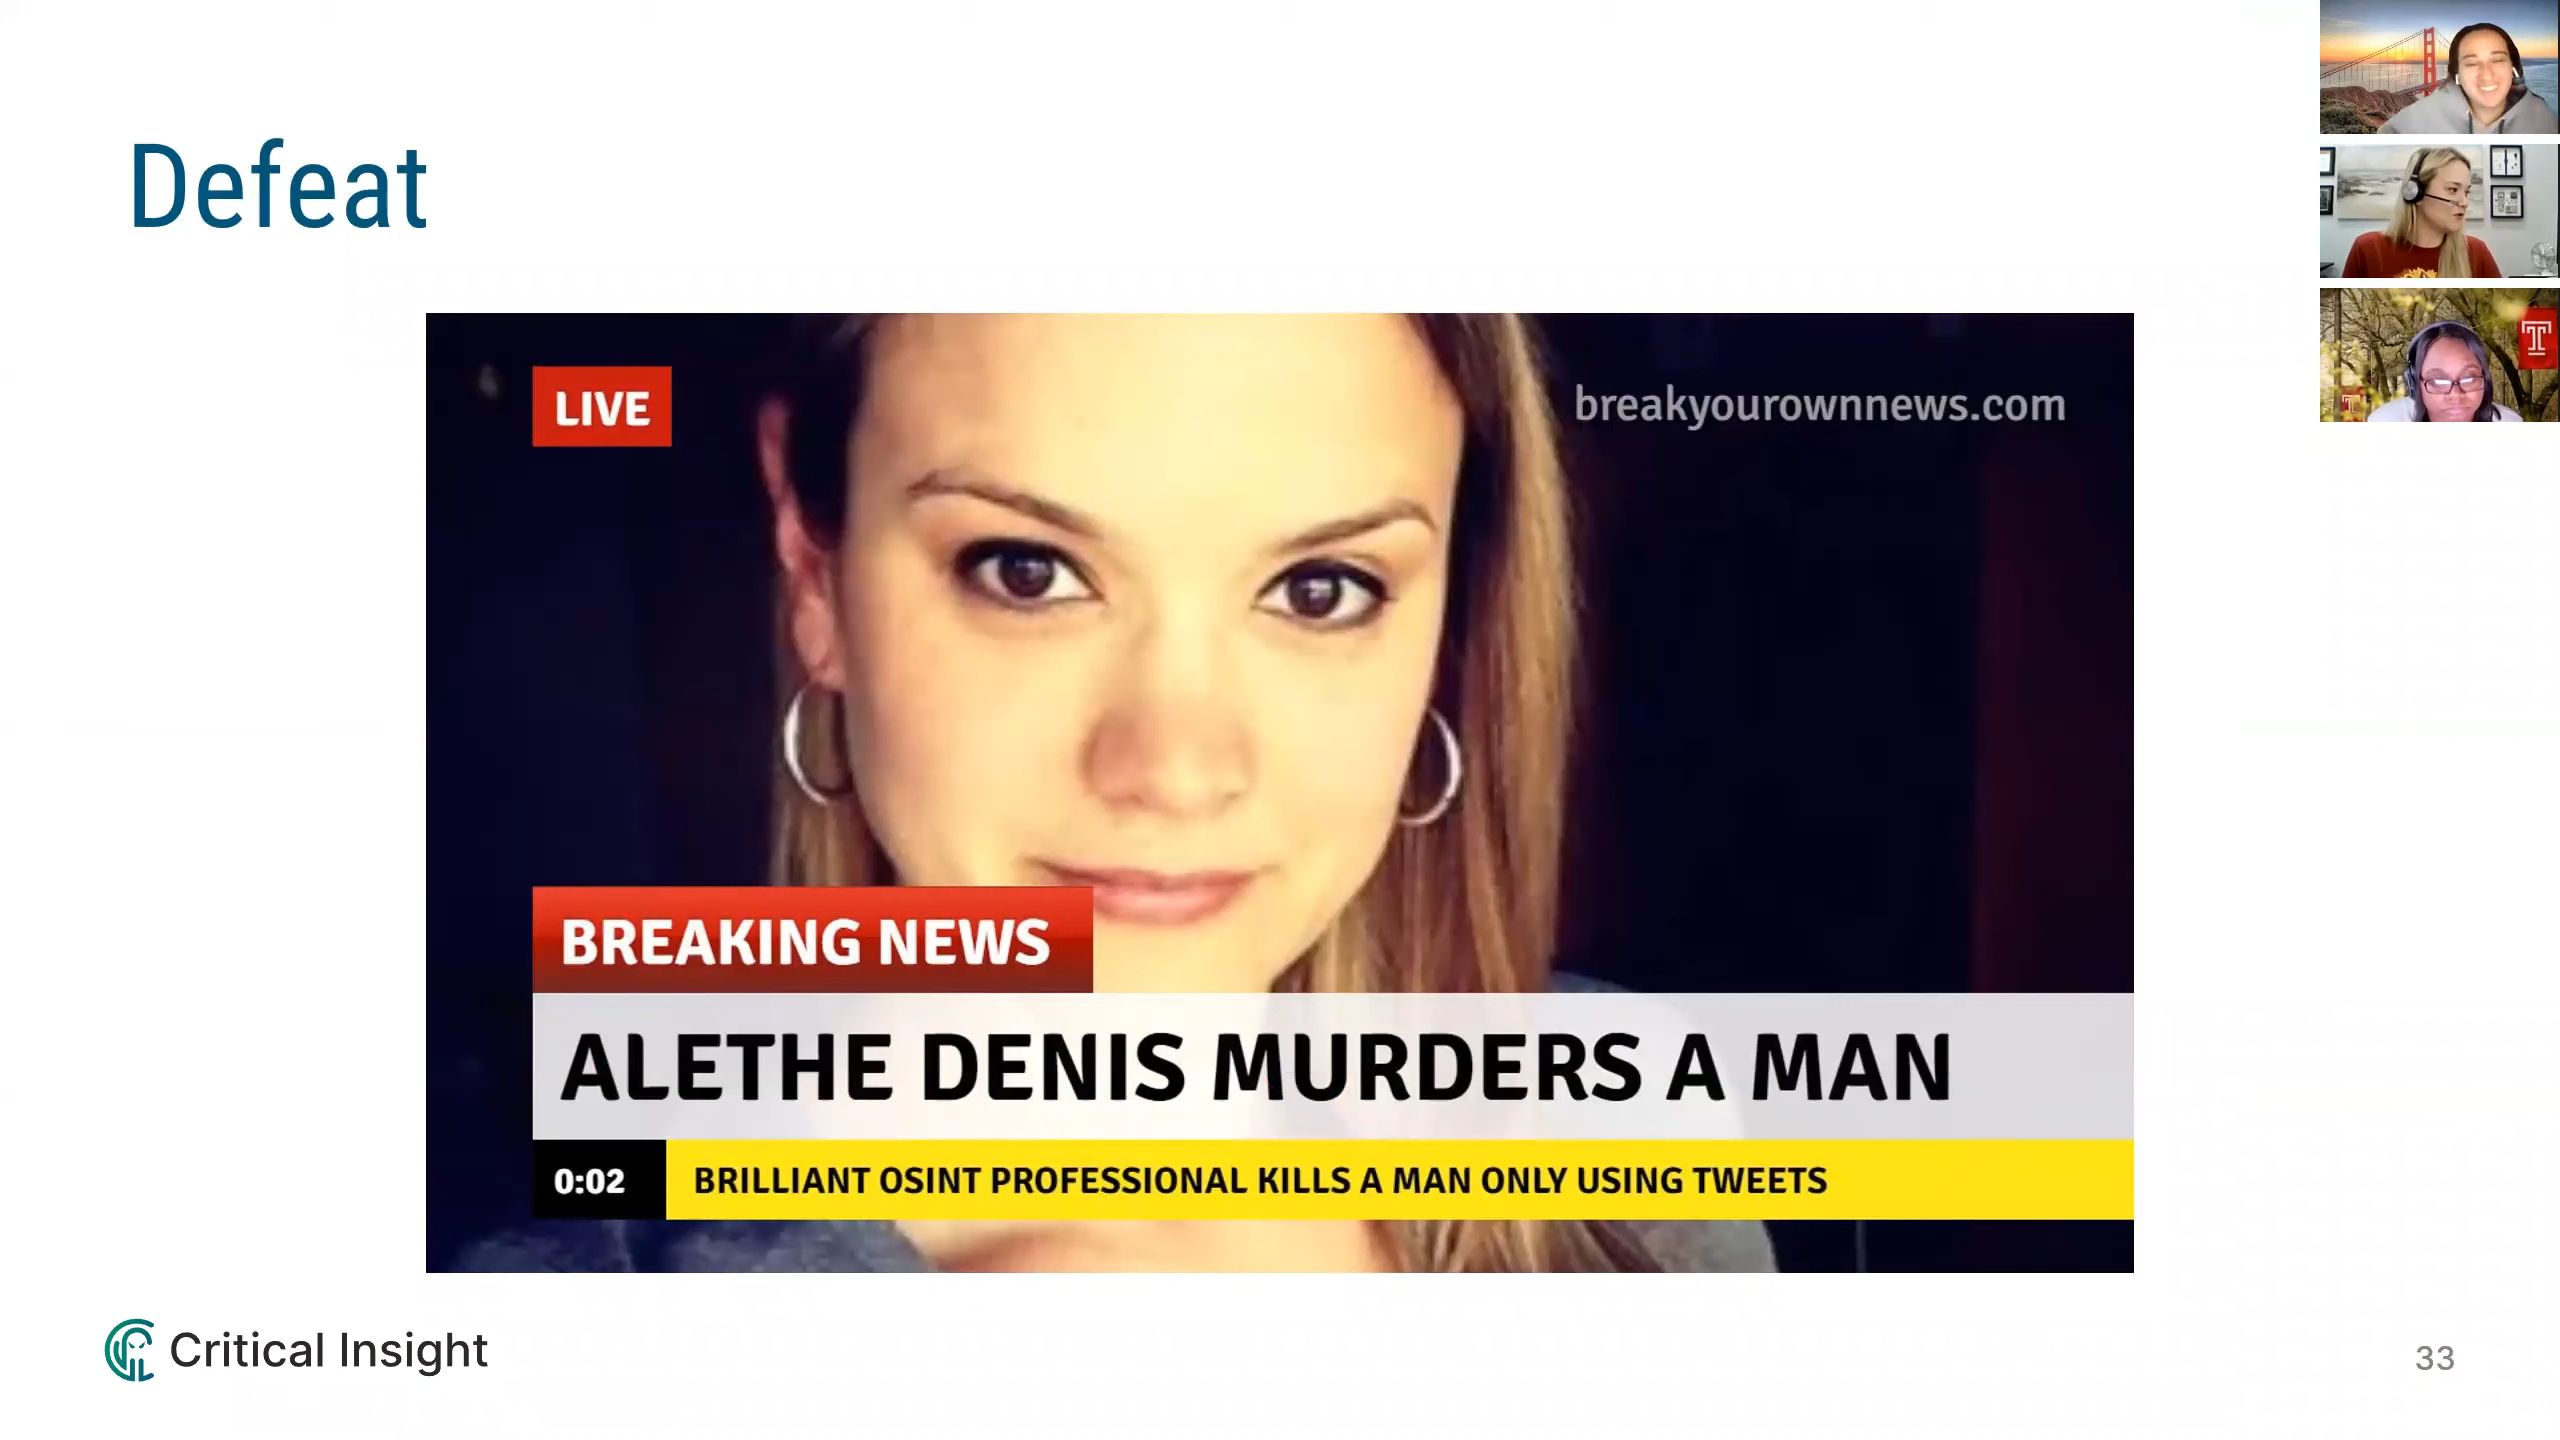 Defeat
LIVE
breakyourownnews.com
BREAKING NEWS
ALETHE DENIS MURDERS A MAN
0:02 BRILLIANT OSINT PROFESSIONAL KILLS A MAN ONLY USING TWEETS
Critical Insight
33
T